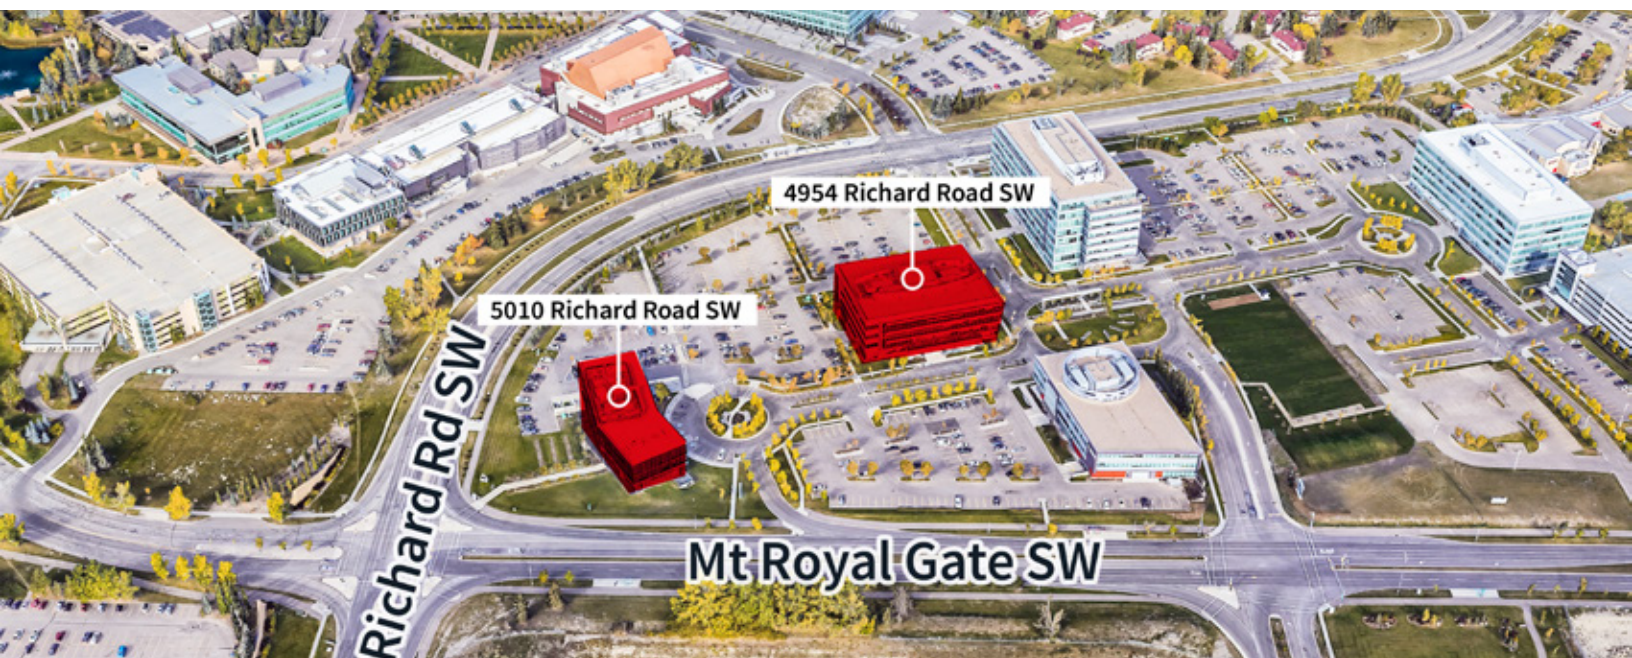 4954 Richard Road SW
5010 Richard Road SW
Richard Rd SW
Mt Royal Gate SW